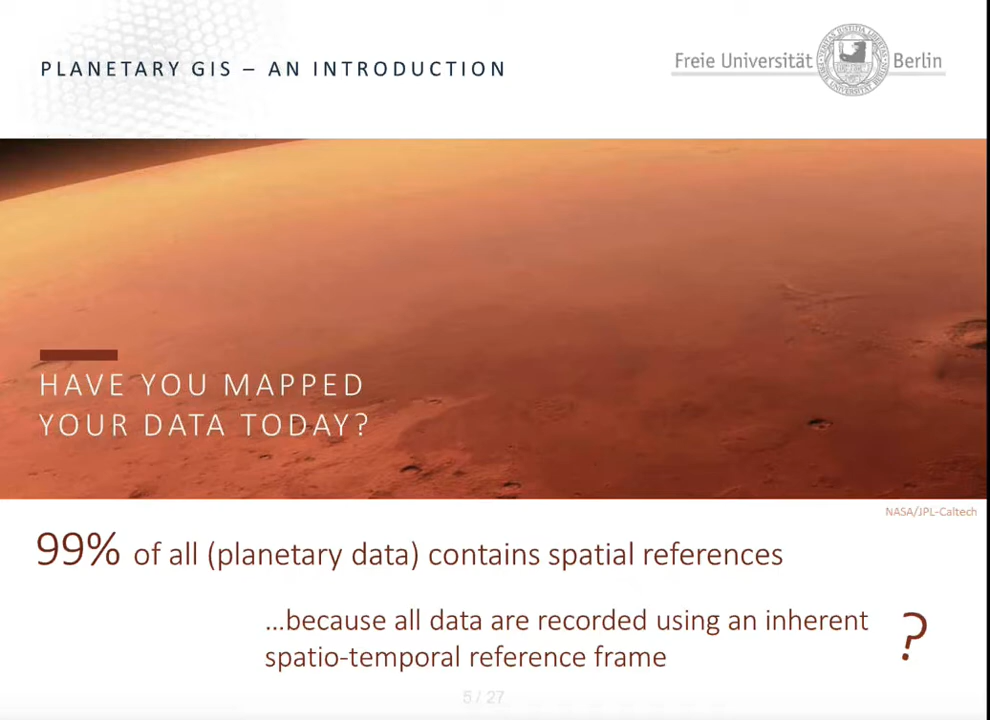 PLANETARY GIS – AN INTRODUCTION
Freie Universität Berlin
HAVE YOU MAPPED
YOUR DATA TODAY?
NASA/JPL-Caltech
99% of all (planetary data) contains spatial references
...because all data are recorded using an inherent
spatio-temporal reference frame
?
5 / 27